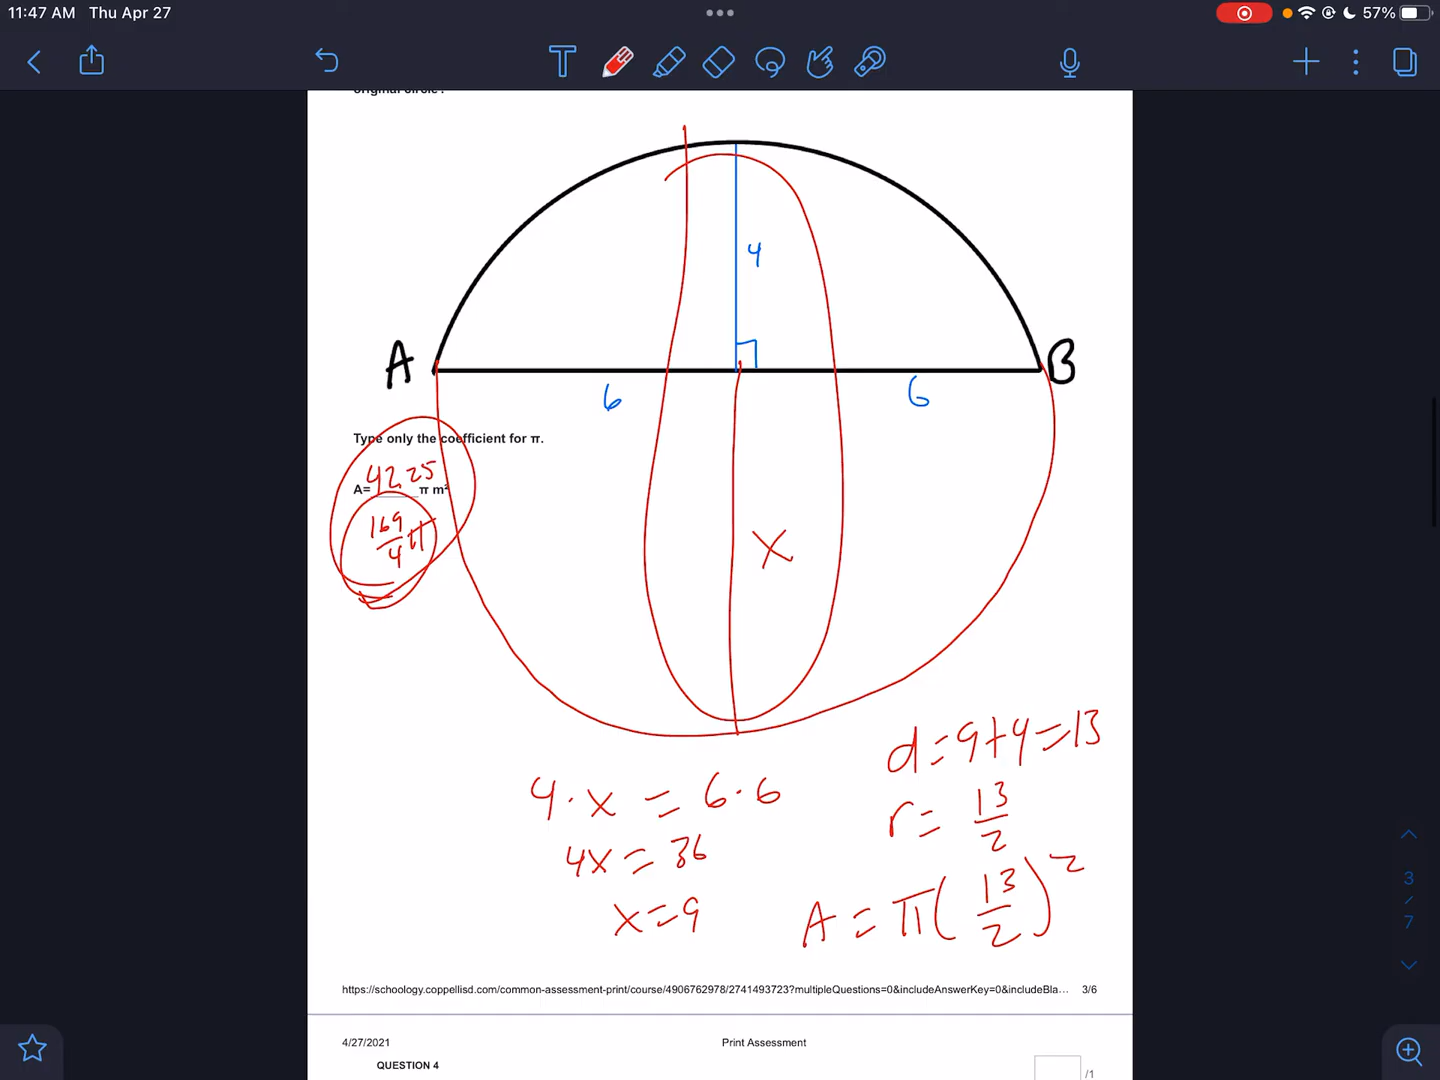 11:47 AM Thu Apr 27
57%
T
original circle?
4
A
B
6
6
Type only the coefficient for π.
42.25
A=______π m²
169/4 π
X
d=9+4=13
4·x = 6·6
r= 13/2
4x=36
x=9
A=π(13/2)²
3
7
https://schoology.coppellisd.com/common-assessment-print/course/4906762978/2741493723?multipleQuestions=0&includeAnswerKey=0&includeBla… 3/6
4/27/2021 Print Assessment
QUESTION 4
/1